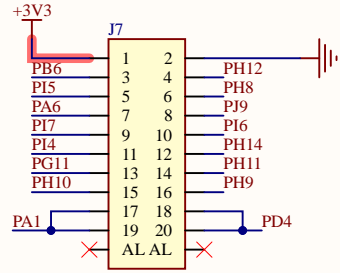 +3V3
J7
1 2
PB6 3 4 PH12
PI5 5 6 PH8
PA6 7 8 PJ9
PI7 9 10 PI6
PI4 11 12 PH14
PG11 13 14 PH11
PH10 15 16 PH9
17 18
PA1 19 20 PD4
AL AL